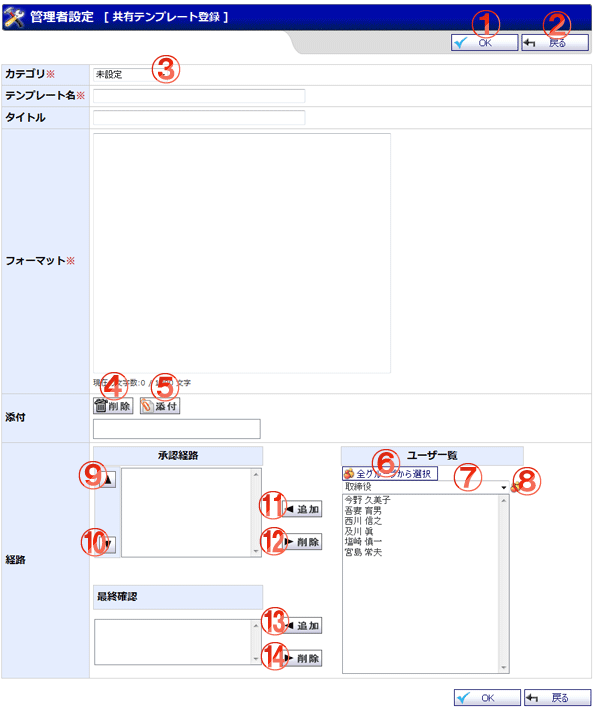 管理者設定 [ 共有テンプレート登録 ]
① ②
OK 戻る
カテゴリ※ 未設定 ③
テンプレート名※
タイトル
フォーマット※
文字数:0 / 文字
④ ⑤
削除 添付
添付
承認経路 ユーザ一覧
⑥ 全グループから選択
⑨ ▲ 取締役 ⑦ ⑧
今野 久美子
吾妻 育男
西川 信之
及川 眞
塩崎 慎一
宮島 常夫
⑪ 追加
⑩ ▼ ⑫ 削除
経路
最終確認
⑬ 追加
⑭ 削除
OK 戻る